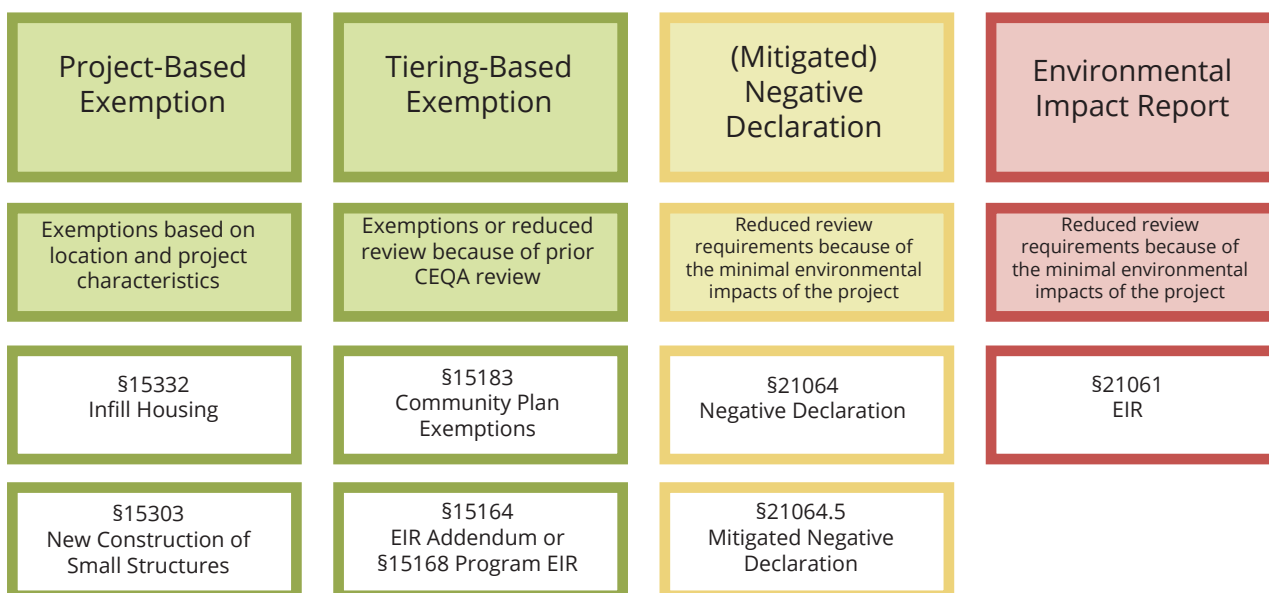 Project-Based
Exemption
Tiering-Based
Exemption
(Mitigated)
Negative
Declaration
Environmental
Impact Report
Exemptions based on
location and project
characteristics
Exemptions or reduced
review because of prior
CEQA review
Reduced review
requirements because of
the minimal environmental
impacts of the project
Reduced review
requirements because of
the minimal environmental
impacts of the project
§15332
Infill Housing
§15183
Community Plan
Exemptions
§21064
Negative Declaration
§21061
EIR
§15303
New Construction of
Small Structures
§15164
EIR Addendum or
§15168 Program EIR
§21064.5
Mitigated Negative
Declaration